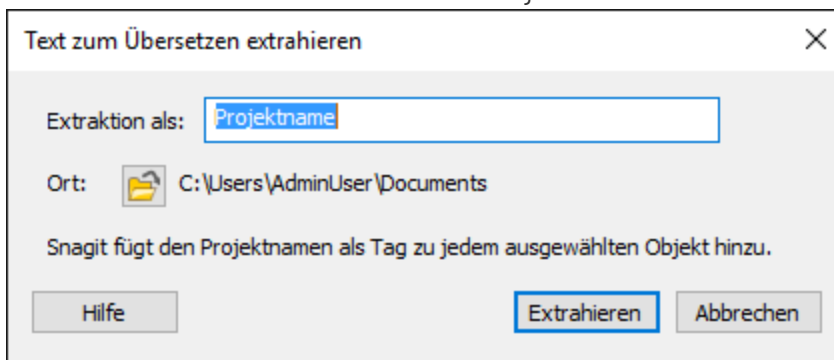 Text zum Übersetzen extrahieren
Extraktion als: Projektname
Ort: C:\Users\AdminUser\Documents
Snagit fügt den Projektnamen als Tag zu jedem ausgewählten Objekt hinzu.
Hilfe Extrahieren Abbrechen